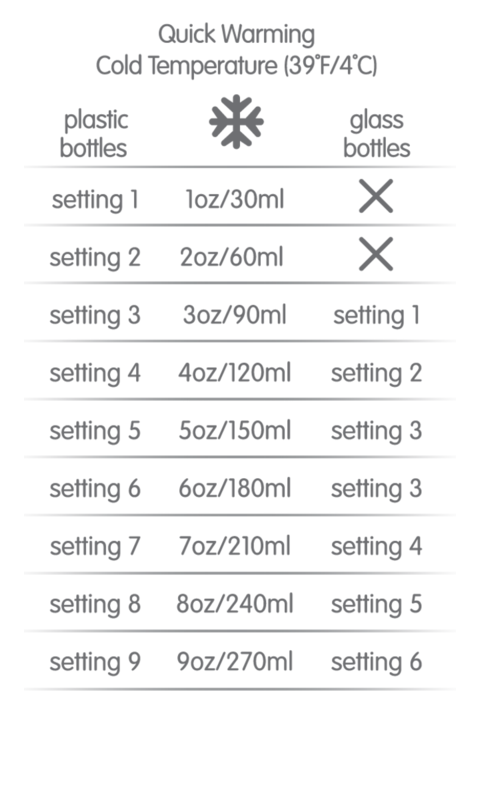 Quick Warming
Cold Temperature (39°F/4°C)
plastic bottles glass bottles
setting 1 1oz/30ml
setting 2 2oz/60ml
setting 3 3oz/90ml setting 1
setting 4 4oz/120ml setting 2
setting 5 5oz/150ml setting 3
setting 6 6oz/180ml setting 3
setting 7 7oz/210ml setting 4
setting 8 8oz/240ml setting 5
setting 9 9oz/270ml setting 6